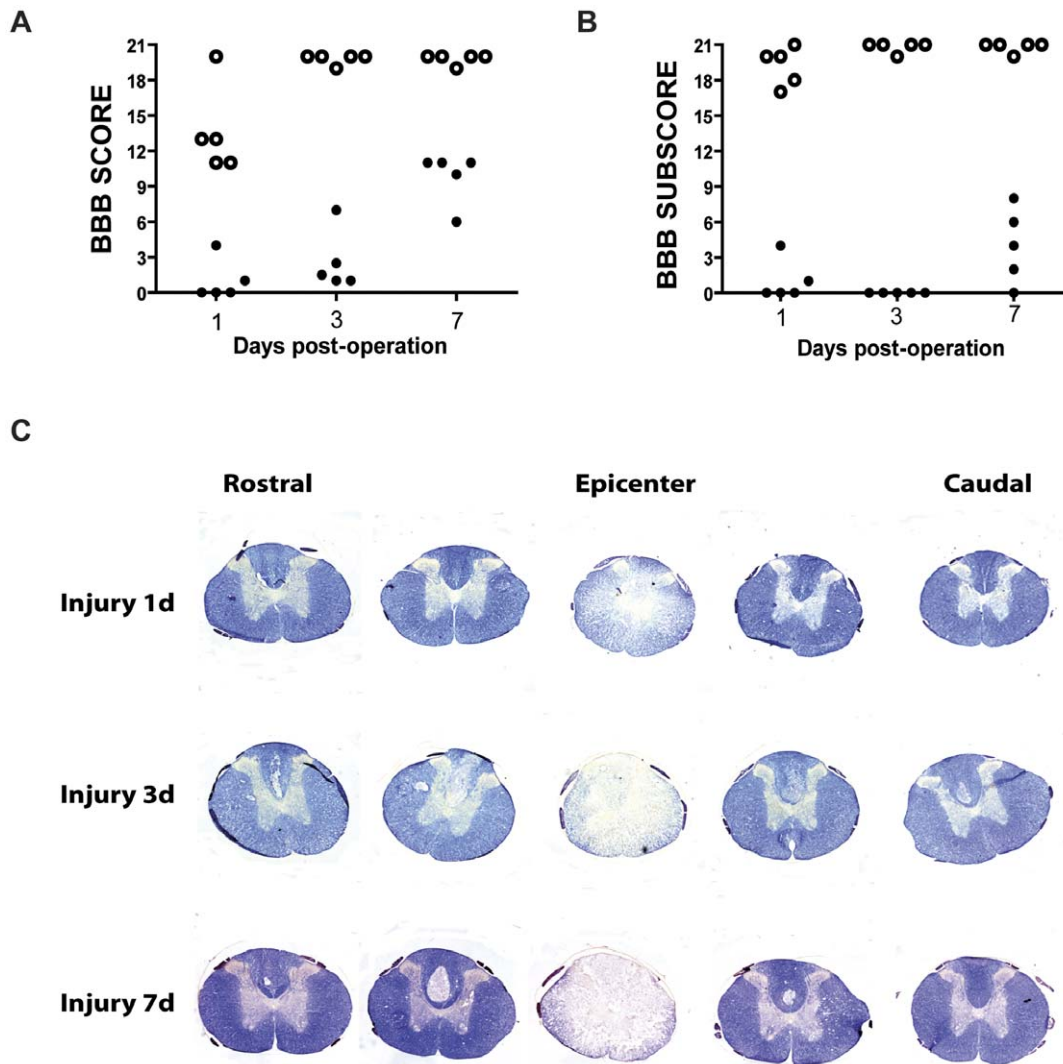 A
BBB SCORE
21
18
15
12
9
6
3
0
1 3 7
Days post-operation
B
BBB SUBSCORE
21
18
15
12
9
6
3
0
1 3 7
Days post-operation
C
Rostral Epicenter Caudal
Injury 1d
Injury 3d
Injury 7d